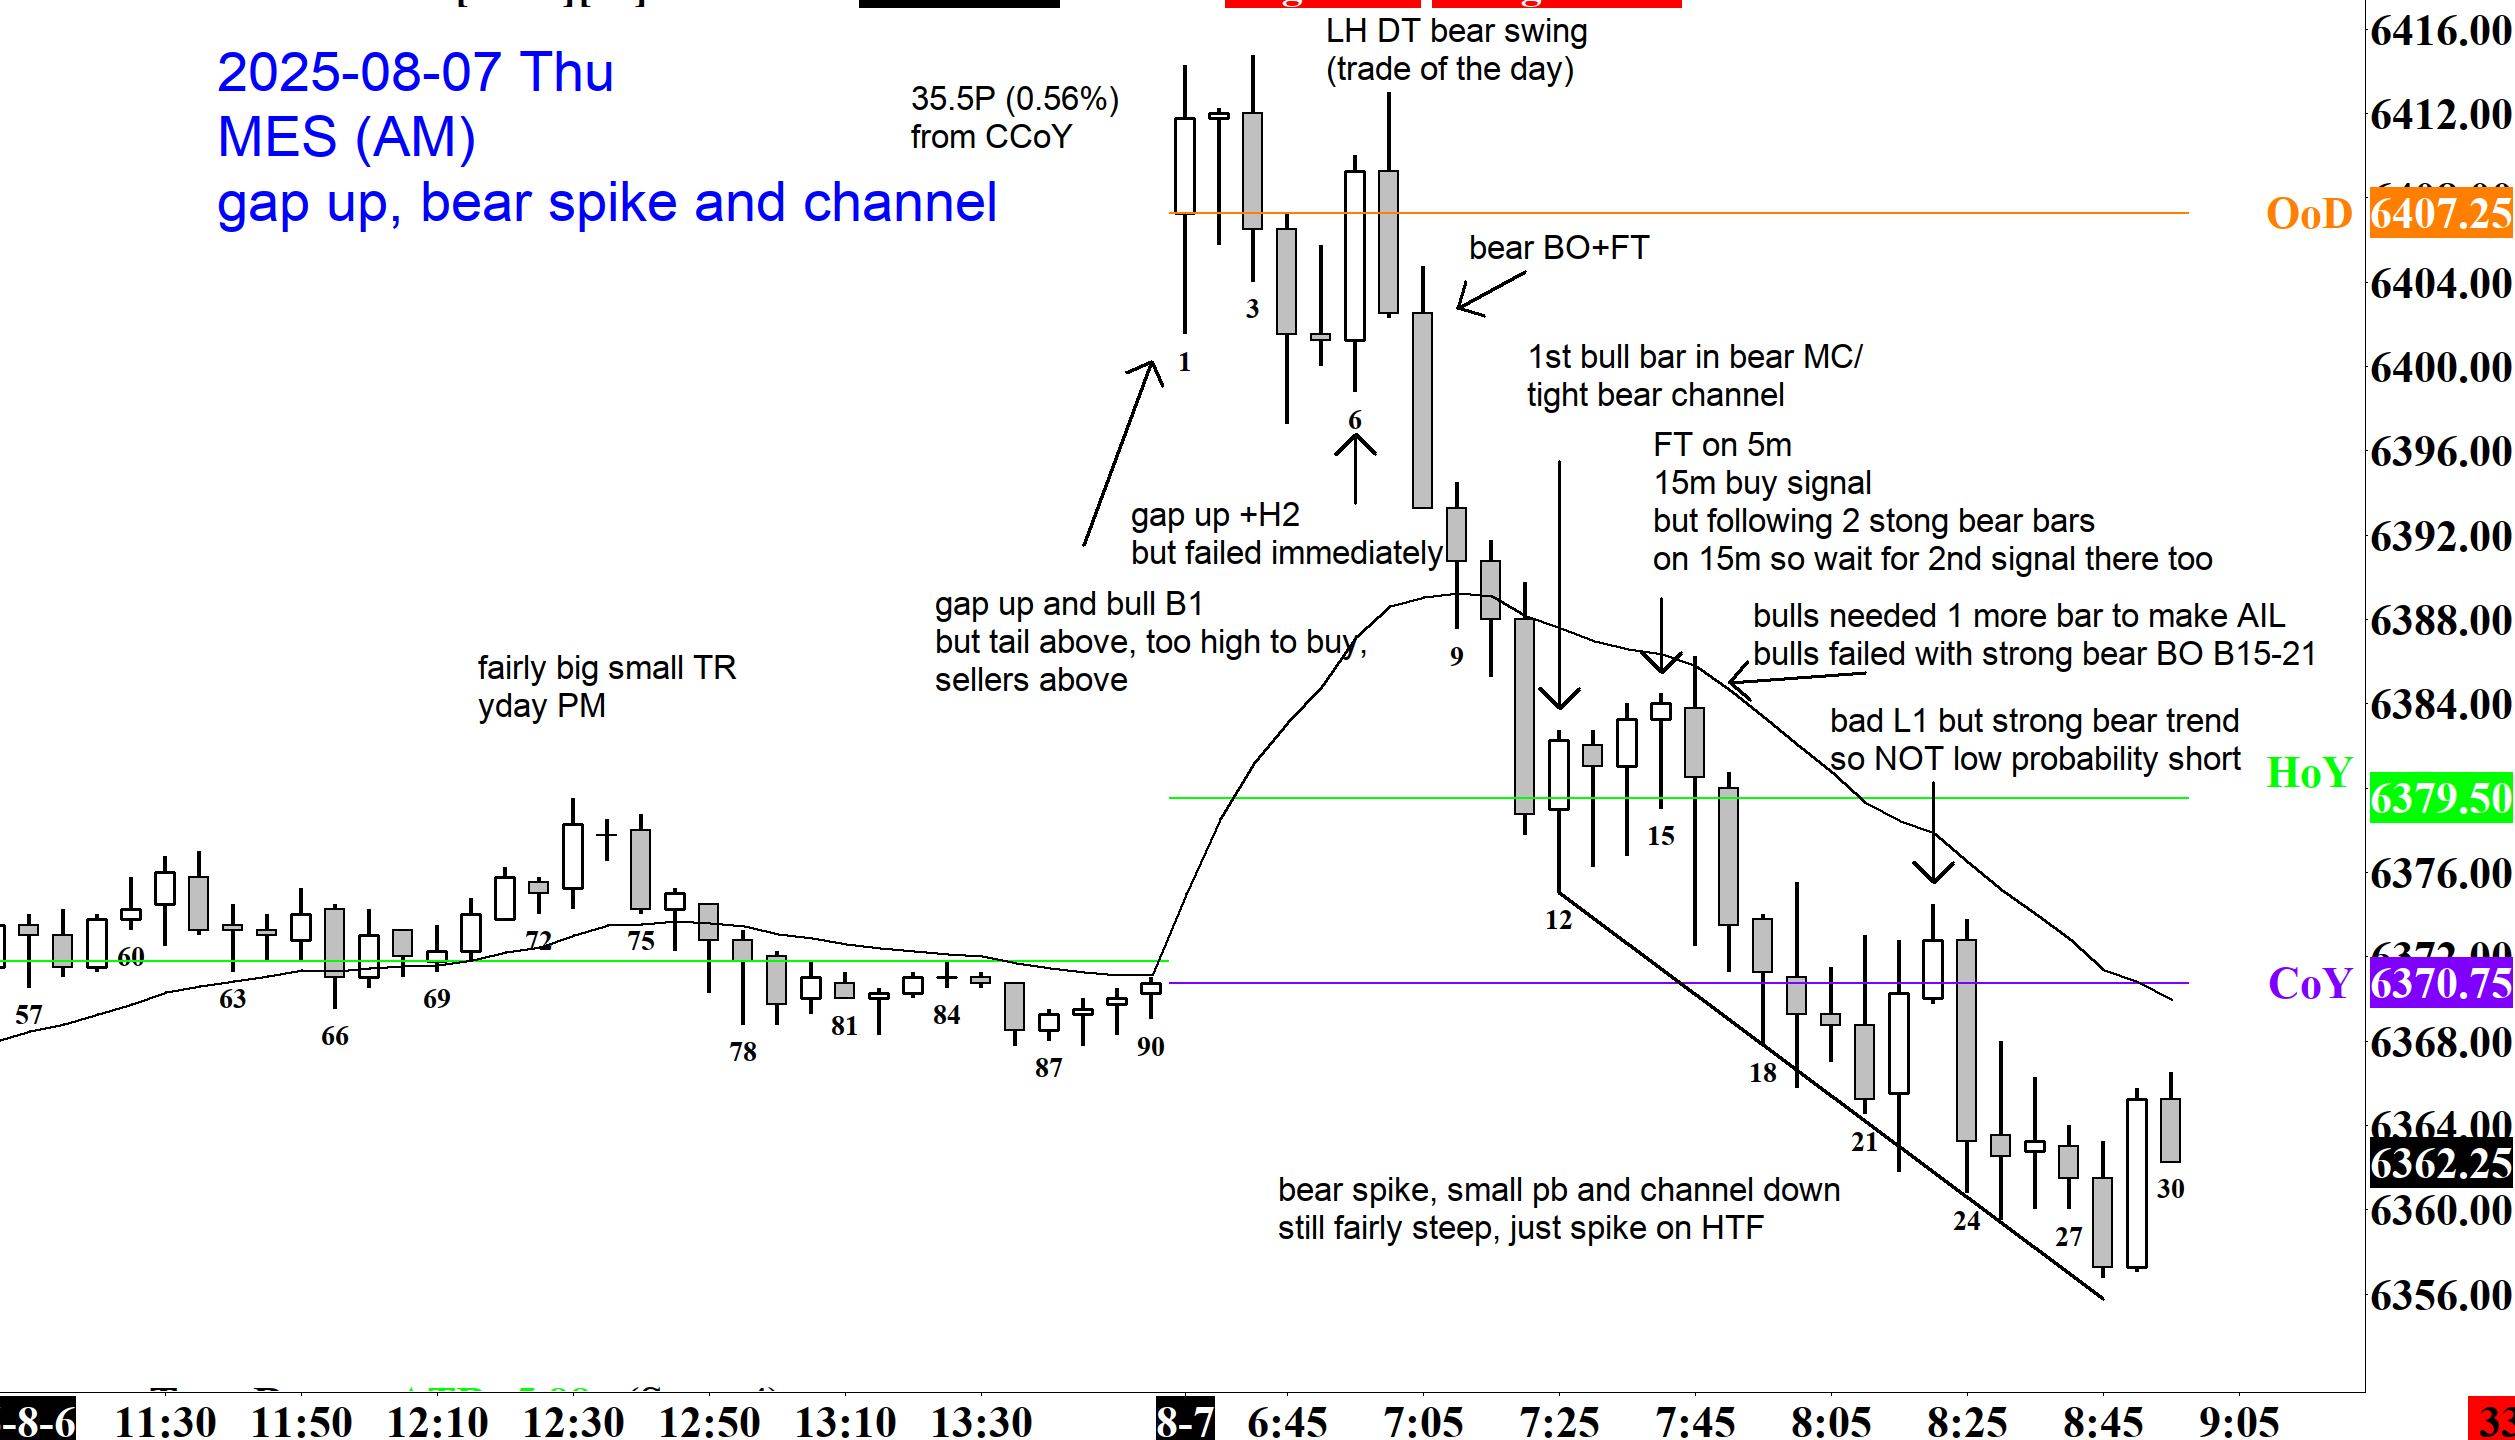 2025-08-07 Thu
MES (AM)
gap up, bear spike and channel
35.5P (0.56%)
from CCoY
LH DT bear swing
(trade of the day)
bear BO+FT
1st bull bar in bear MC/
tight bear channel
FT on 5m
15m buy signal
but following 2 stong bear bars
on 15m so wait for 2nd signal there too
gap up +H2
but failed immediately
gap up and bull B1
but tail above, too high to buy,
sellers above
bulls needed 1 more bar to make AIL
bulls failed with strong bear BO B15-21
fairly big small TR
yday PM
bad L1 but strong bear trend
so NOT low probability short
bear spike, small pb and channel down
still fairly steep, just spike on HTF
57
60
63
66
69
72
75
78
81
84
87
90
1
3
6
9
12
15
18
21
24
27
30
OoD
HoY
CoY
6416.00
6412.00
6407.25
6404.00
6400.00
6396.00
6392.00
6388.00
6384.00
6379.50
6376.00
6372.00
6370.75
6368.00
6364.00
6362.25
6360.00
6356.00
-8-6
11:30
11:50
12:10
12:30
12:50
13:10
13:30
8-7
6:45
7:05
7:25
7:45
8:05
8:25
8:45
9:05
33